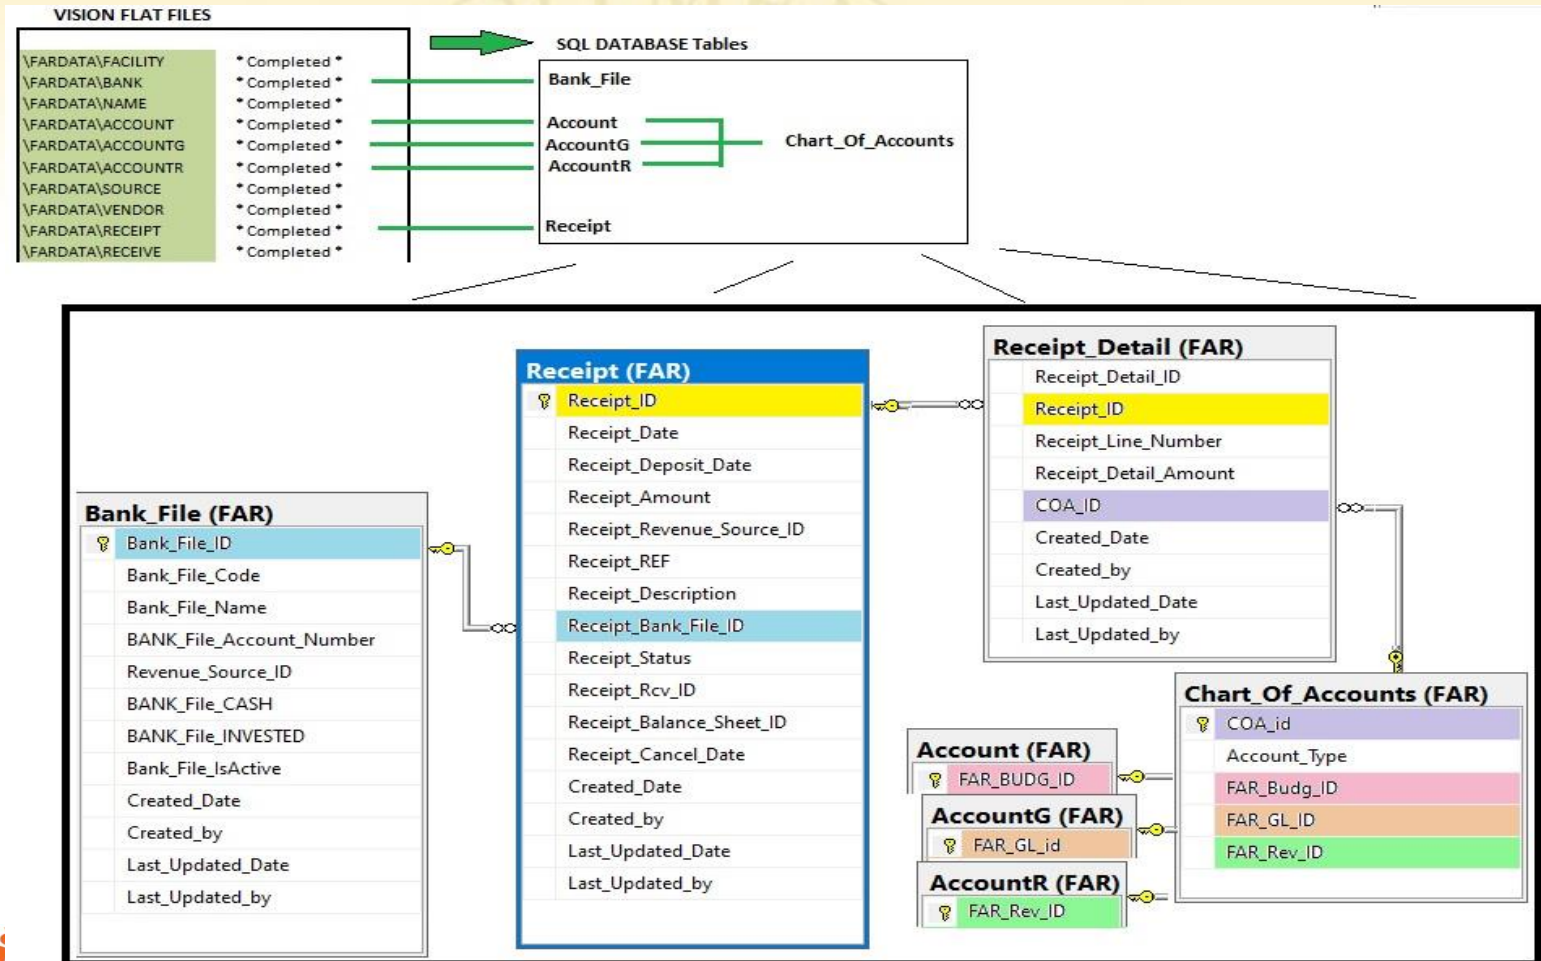 VISION FLAT FILES
\FARDATA\FACILITY * Completed *
\FARDATA\BANK * Completed *
\FARDATA\NAME * Completed *
\FARDATA\ACCOUNT * Completed *
\FARDATA\ACCOUNTG * Completed *
\FARDATA\ACCOUNTR * Completed *
\FARDATA\SOURCE * Completed *
\FARDATA\VENDOR * Completed *
\FARDATA\RECEIPT * Completed *
\FARDATA\RECEIVE * Completed *
SQL DATABASE Tables
Bank_File
Account
AccountG
AccountR
Chart_Of_Accounts
Receipt
Bank_File (FAR)
Bank_File_ID
Bank_File_Code
Bank_File_Name
BANK_File_Account_Number
Revenue_Source_ID
BANK_File_CASH
BANK_File_INVESTED
Bank_File_IsActive
Created_Date
Created_by
Last_Updated_Date
Last_Updated_by
Receipt (FAR)
Receipt_ID
Receipt_Date
Receipt_Deposit_Date
Receipt_Amount
Receipt_Revenue_Source_ID
Receipt_REF
Receipt_Description
Receipt_Bank_File_ID
Receipt_Status
Receipt_Rcv_ID
Receipt_Balance_Sheet_ID
Receipt_Cancel_Date
Created_Date
Created_by
Last_Updated_Date
Last_Updated_by
Receipt_Detail (FAR)
Receipt_Detail_ID
Receipt_ID
Receipt_Line_Number
Receipt_Detail_Amount
COA_ID
Created_Date
Created_by
Last_Updated_Date
Last_Updated_by
Account (FAR)
FAR_BUDG_ID
AccountG (FAR)
FAR_GL_id
AccountR (FAR)
FAR_Rev_ID
Chart_Of_Accounts (FAR)
COA_id
Account_Type
FAR_Budg_ID
FAR_GL_ID
FAR_Rev_ID